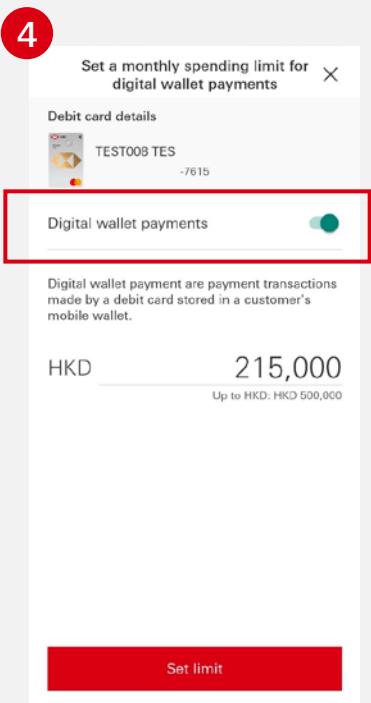 4
Set a monthly spending limit for
digital wallet payments
Debit card details
TEST008 TES
-7615
Digital wallet payments
Digital wallet payment are payment transactions
made by a debit card stored in a customer's
mobile wallet.
HKD 215,000
Up to HKD: HKD 500,000
Set limit